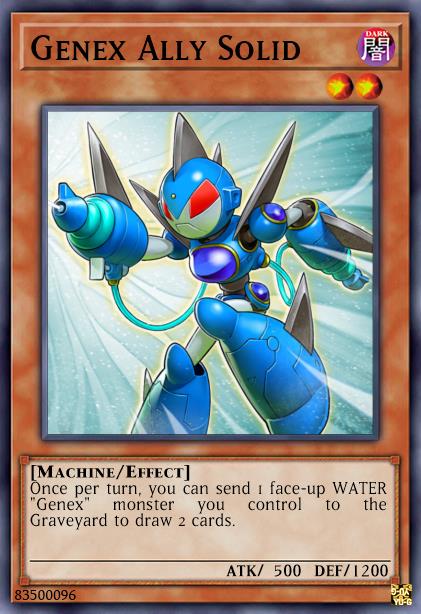 Genex Ally Solid
DARK
闇
[Machine/Effect]
Once per turn, you can send 1 face-up WATER
"Genex" monster you control to the
Graveyard to draw 2 cards.
ATK/ 500 DEF/1200
83500096